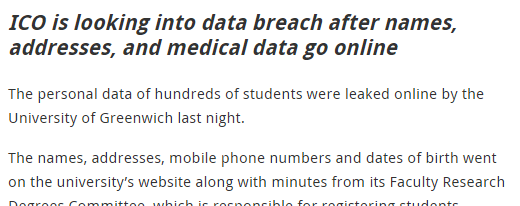 ICO is looking into data breach after names,
addresses, and medical data go online
The personal data of hundreds of students were leaked online by the
University of Greenwich last night.
The names, addresses, mobile phone numbers and dates of birth went
on the university’s website along with minutes from its Faculty Research
Degrees Committee, which is responsible for registering students